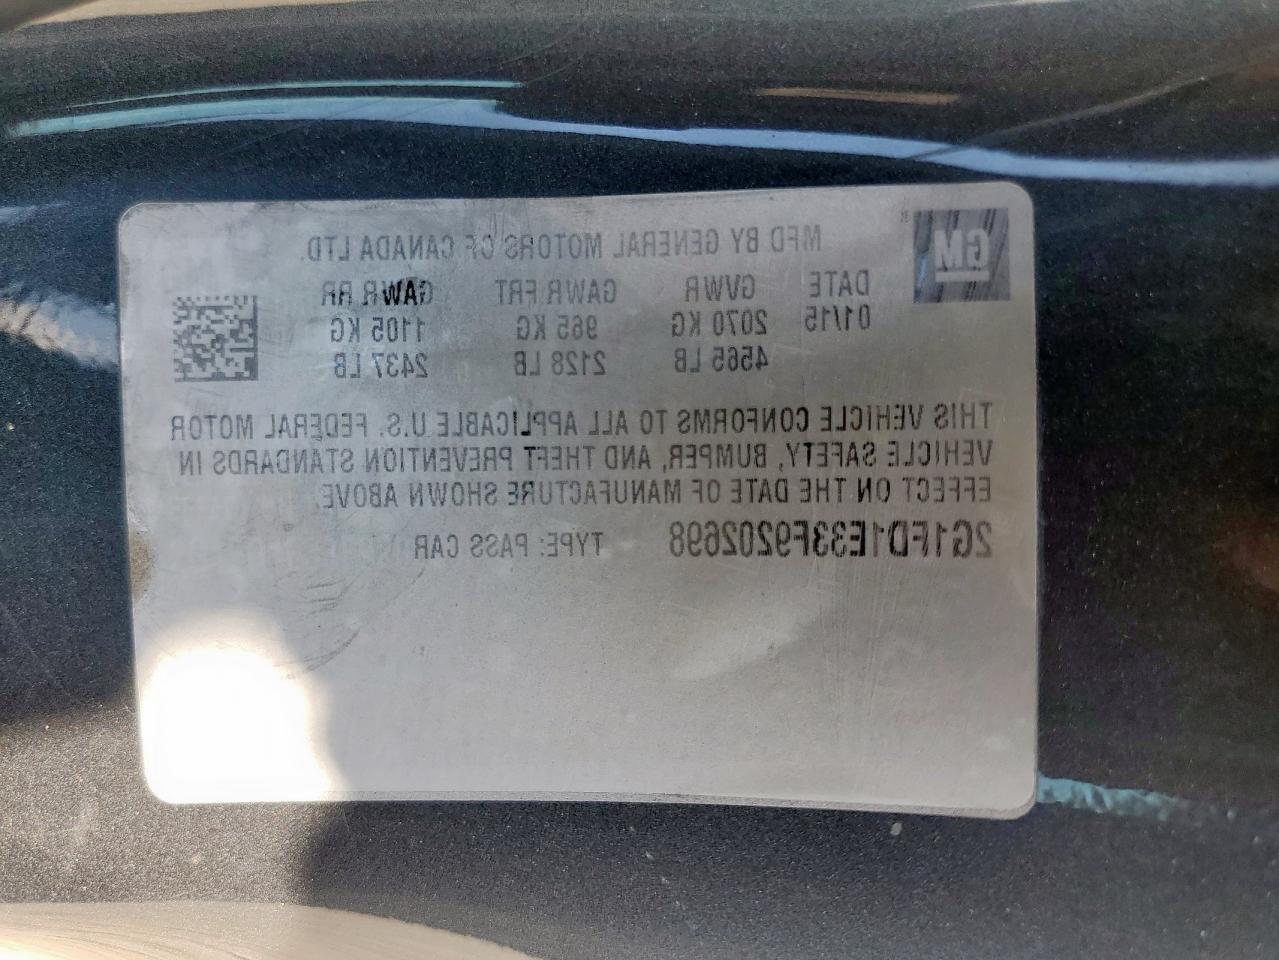 GM
MFD BY GENERAL MOTORS OF CANADA LTD.
DATE GVWR GAWR FRT GAWR RR
01/15 2070 KG 965 KG 1105 KG
4565 LB 2128 LB 2437 LB
THIS VEHICLE CONFORMS TO ALL APPLICABLE U.S. FEDERAL MOTOR
VEHICLE SAFETY, BUMPER, AND THEFT PREVENTION STANDARDS IN
EFFECT ON THE DATE OF MANUFACTURE SHOWN ABOVE.
2G1FD1E33F9202698 TYPE: PASS CAR